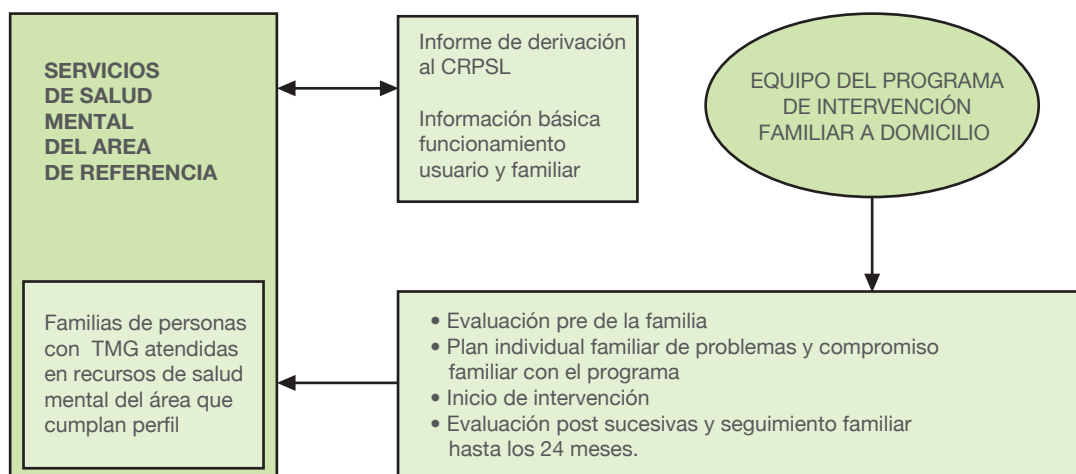 SERVICIOS
DE SALUD
MENTAL
DEL AREA
DE REFERENCIA
Informe de derivación
al CRPSL
Información básica
funcionamiento
usuario y familiar
EQUIPO DEL PROGRAMA
DE INTERVENCIÓN
FAMILIAR A DOMICILIO
Familias de personas
con TMG atendidas
en recursos de salud
mental del área que
cumplan perfil
• Evaluación pre de la familia
• Plan individual familiar de problemas y compromiso
familiar con el programa
• Inicio de intervención
• Evaluación post sucesivas y seguimiento familiar
hasta los 24 meses.